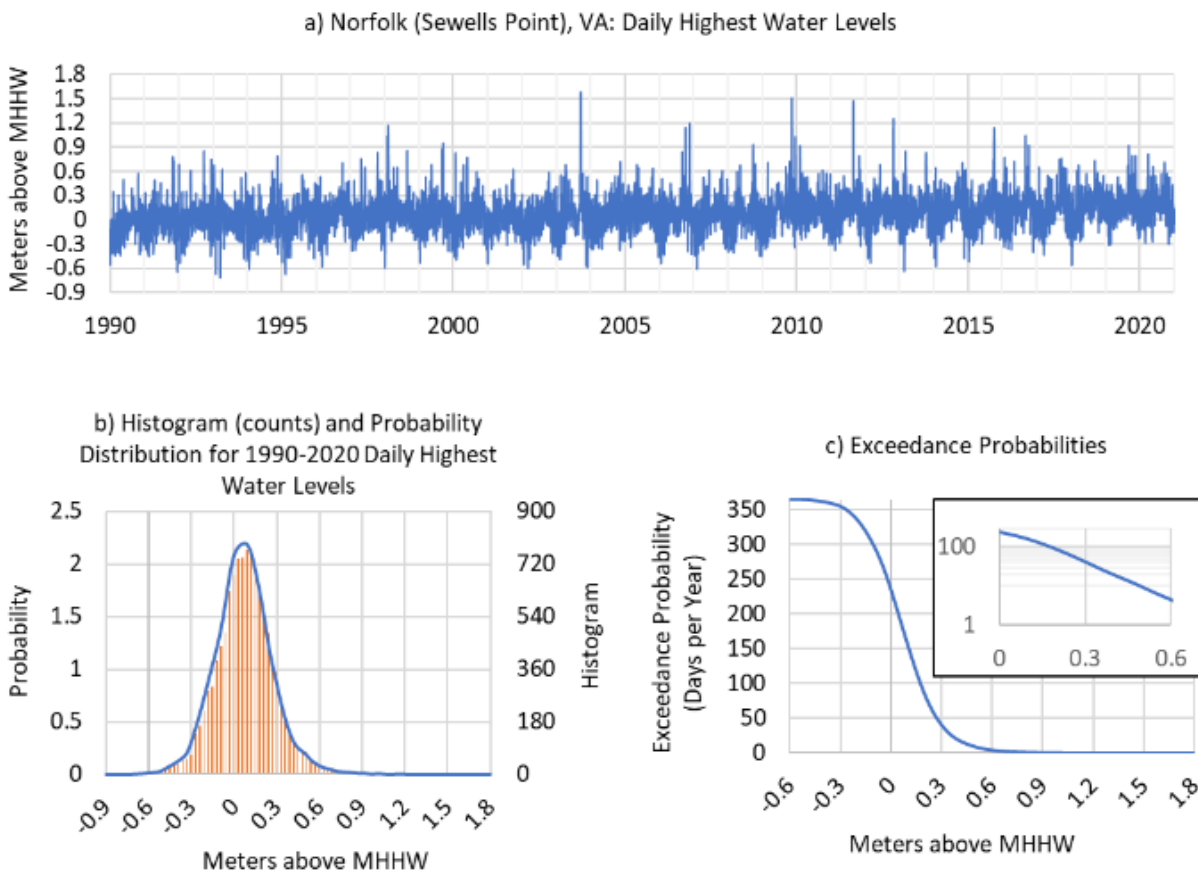 a) Norfolk (Sewells Point), VA: Daily Highest Water Levels
Meters above MHHW
1.8
1.5
1.2
0.9
0.6
0.3
0
-0.3
-0.6
-0.9
1990 1995 2000 2005 2010 2015 2020
b) Histogram (counts) and Probability
Distribution for 1990-2020 Daily Highest
Water Levels
Probability
2.5
2
1.5
1
0.5
0
900
720
540
360
180
0
Histogram
-0.9 -0.6 -0.3 0 0.3 0.6 0.9 1.2 1.5 1.8
Meters above MHHW
c) Exceedance Probabilities
Exceedance Probability
(Days per Year)
350
300
250
200
150
100
50
0
100
1
0 0.3 0.6
-0.6 -0.3 0 0.3 0.6 0.9 1.2 1.5 1.8
Meters above MHHW